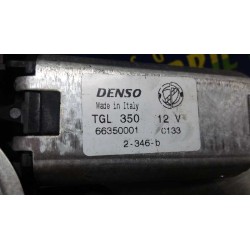 DENSO
Made in Italy
TGL 350 12 V
66350001 C133
2-346-b